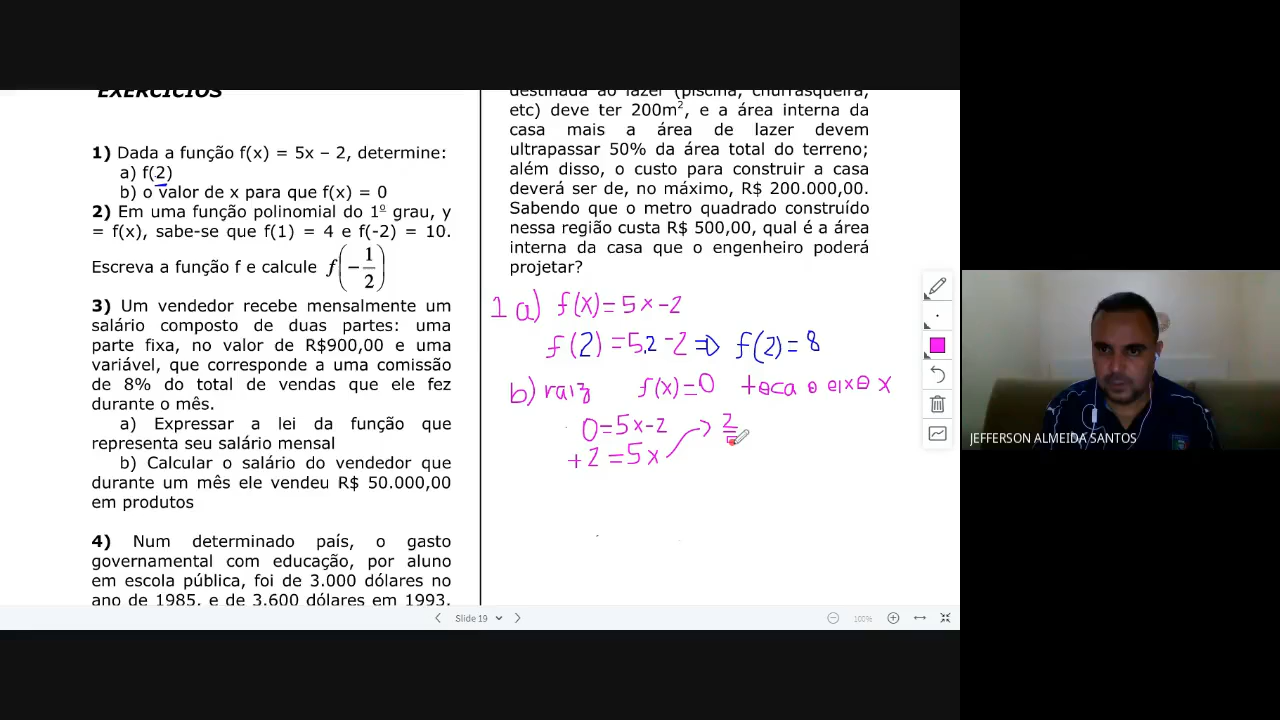 EXERCÍCIOS
1) Dada a função f(x) = 5x – 2, determine:
a) f(2)
b) o valor de x para que f(x) = 0
2) Em uma função polinomial do 1º grau, y
= f(x), sabe-se que f(1) = 4 e f(-2) = 10.
Escreva a função f e calcule f(-1/2)
3) Um vendedor recebe mensalmente um
salário composto de duas partes: uma
parte fixa, no valor de R$900,00 e uma
variável, que corresponde a uma comissão
de 8% do total de vendas que ele fez
durante o mês.
a) Expressar a lei da função que
representa seu salário mensal
b) Calcular o salário do vendedor que
durante um mês ele vendeu R$ 50.000,00
em produtos
4) Num determinado país, o gasto
governamental com educação, por aluno
em escola pública, foi de 3.000 dólares no
ano de 1985, e de 3.600 dólares em 1993.
destinada ao lazer (piscina, churrasqueira,
etc) deve ter 200m², e a área interna da
casa mais a área de lazer devem
ultrapassar 50% da área total do terreno;
além disso, o custo para construir a casa
deverá ser de, no máximo, R$ 200.000,00.
Sabendo que o metro quadrado construído
nessa região custa R$ 500,00, qual é a área
interna da casa que o engenheiro poderá
projetar?
1 a) f(x)=5x-2
f(2)=5.2-2 ⇒ f(2)=8
b) raiz f(x)=0 toca o eixo x
0=5x-2
+2=5x → 2/5
Slide 19
100%
JEFFERSON ALMEIDA SANTOS